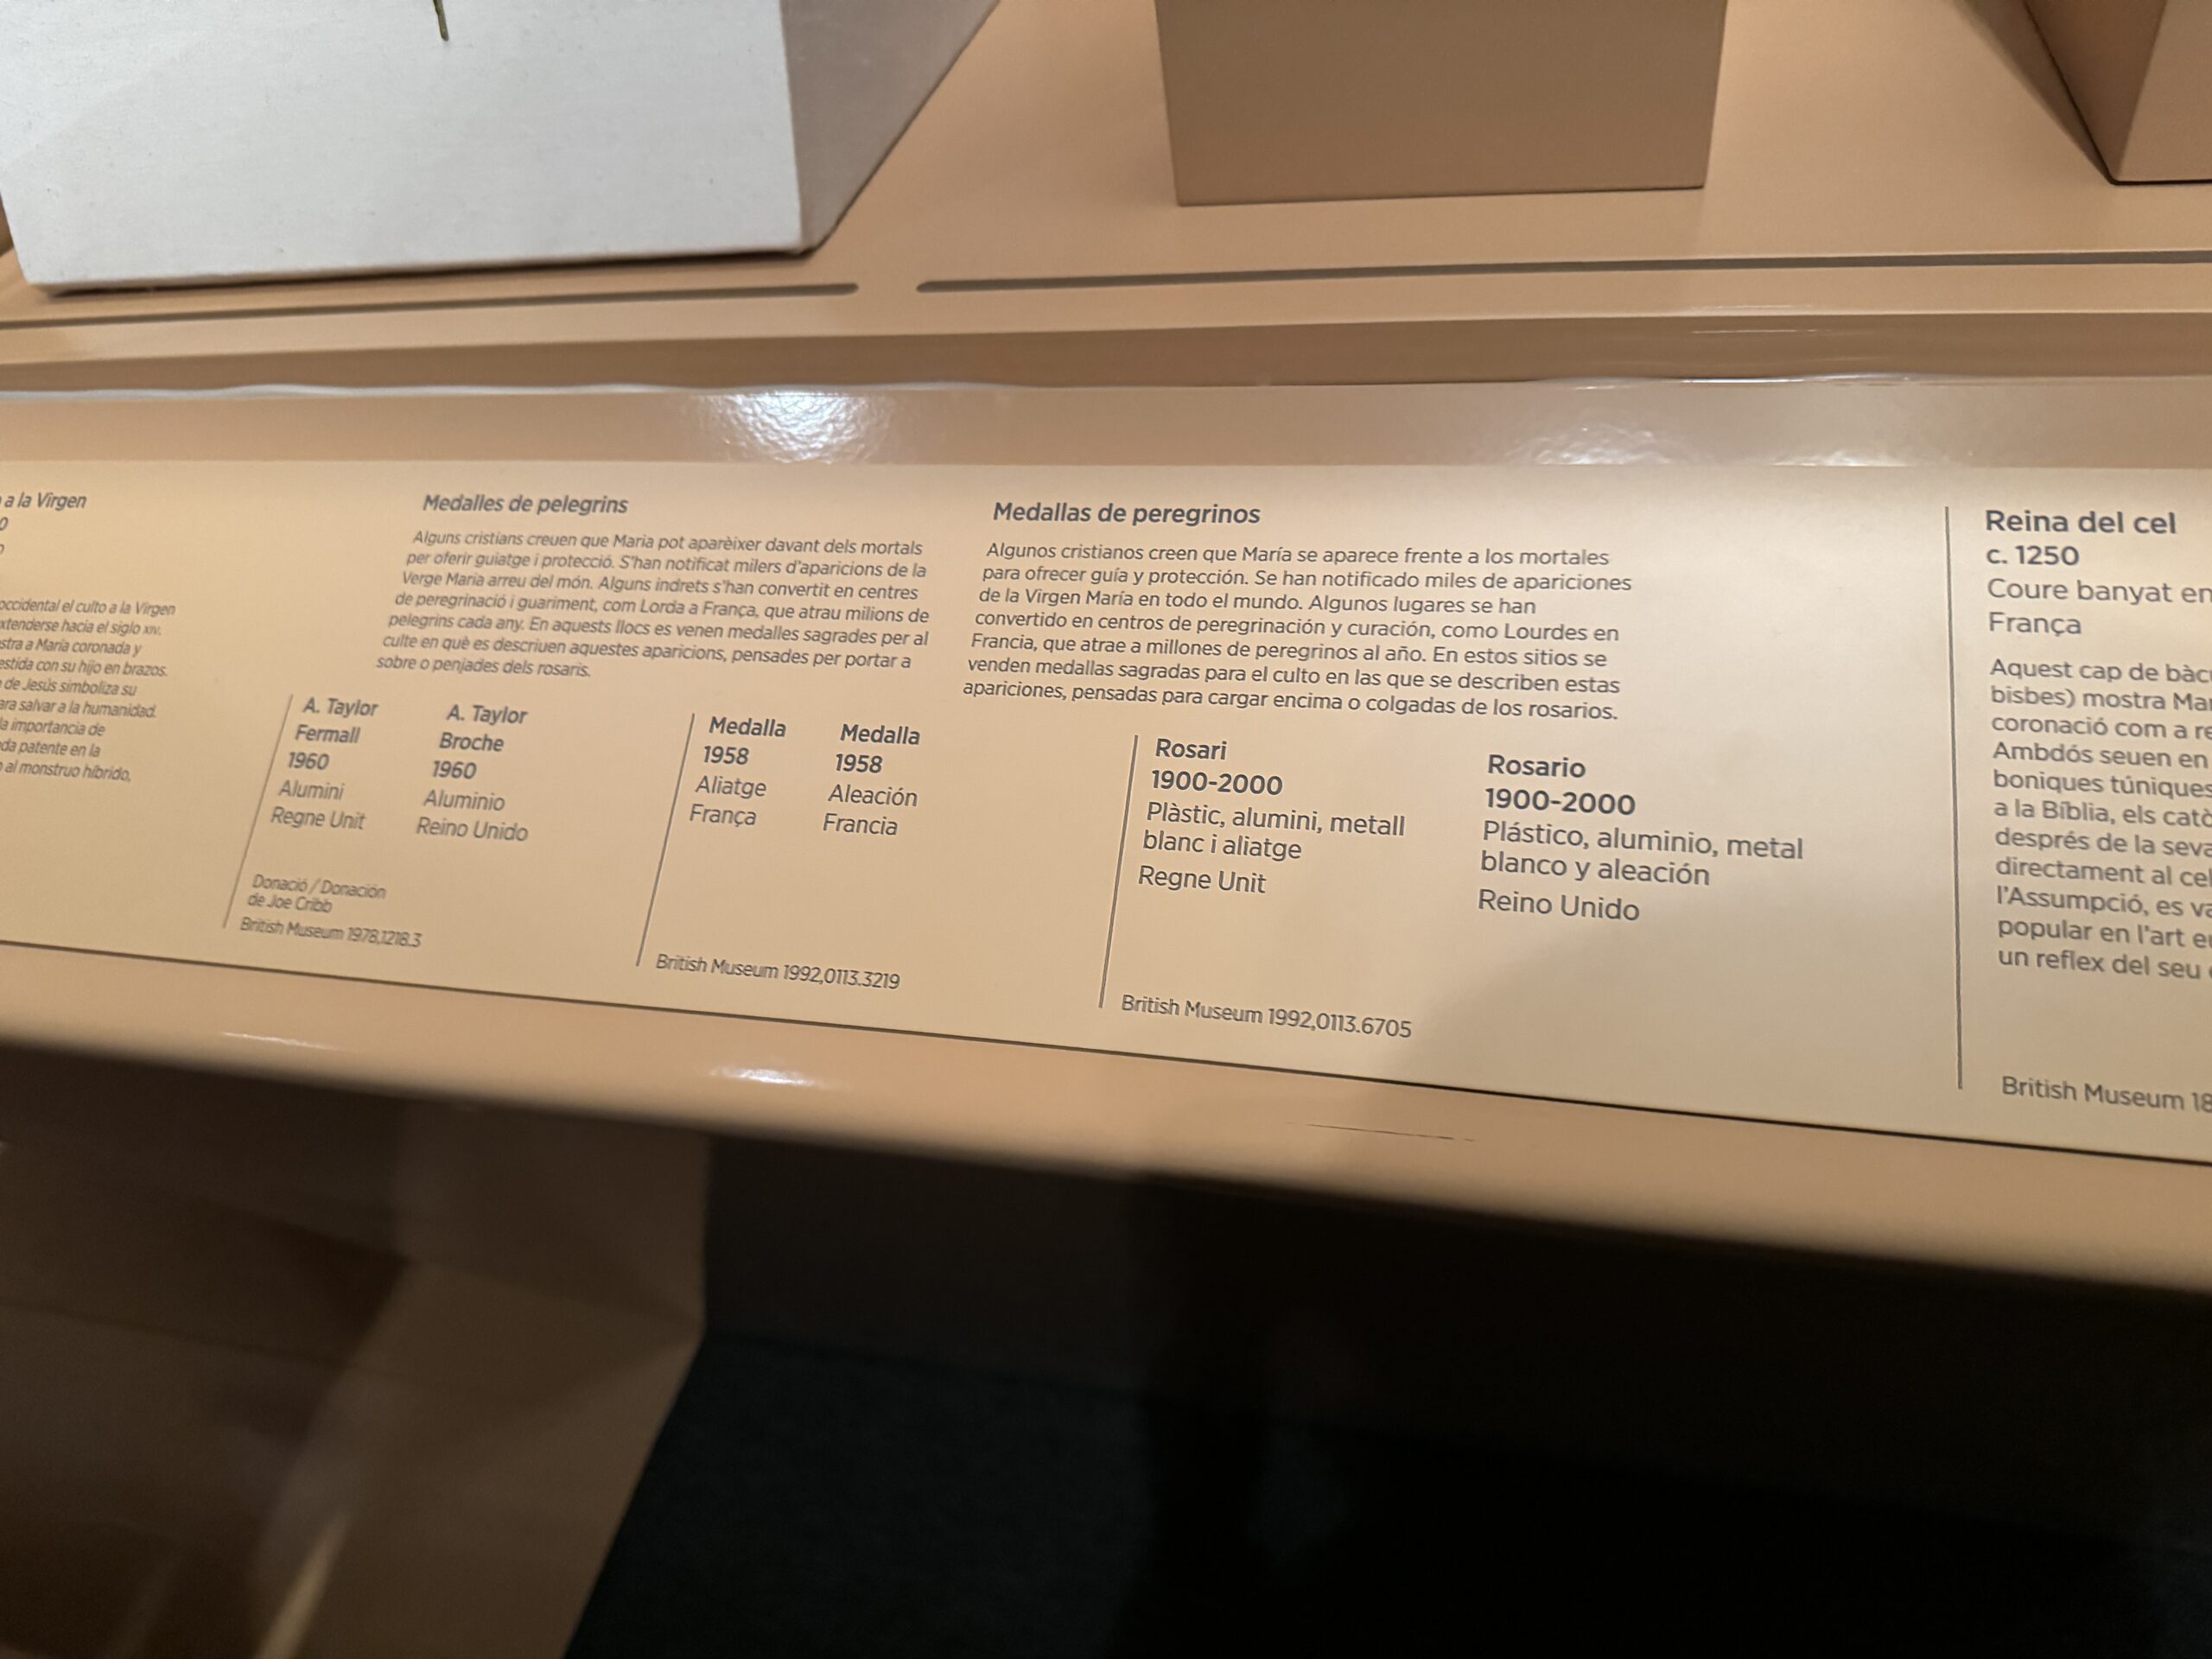 a la Virgen
occidental el culto a la Virgen
xtenderse hacia el siglo XIV.
stra a María coronada y
estida con su hijo en brazos.
de Jesús simboliza su
ara salvar a la humanidad.
la importancia de
da patente en la
al monstruo híbrido,
Medalles de pelegrins
Alguns cristians creuen que Maria pot aparèixer davant dels mortals
per oferir guiatge i protecció. S'han notificat milers d'aparicions de la
Verge Maria arreu del món. Alguns indrets s'han convertit en centres
de peregrinació i guariment, com Lorda a França, que atrau milions de
pelegrins cada any. En aquests llocs es venen medalles sagrades per al
culte en què es descriuen aquestes aparicions, pensades per portar a
sobre o penjades dels rosaris.
Medallas de peregrinos
Algunos cristianos creen que María se aparece frente a los mortales
para ofrecer guía y protección. Se han notificado miles de apariciones
de la Virgen María en todo el mundo. Algunos lugares se han
convertido en centros de peregrinación y curación, como Lourdes en
Francia, que atrae a millones de peregrinos al año. En estos sitios se
venden medallas sagradas para el culto en las que se describen estas
apariciones, pensadas para cargar encima o colgadas de los rosarios.
A. Taylor
Fermall
1960
Alumini
Regne Unit
A. Taylor
Broche
1960
Aluminio
Reino Unido
Donació / Donación
de Joe Cribb
British Museum 1978,1218.3
Medalla
1958
Aliatge
França
Medalla
1958
Aleación
Francia
British Museum 1992,0113.3219
Rosari
1900-2000
Plàstic, alumini, metall
blanc i aliatge
Regne Unit
Rosario
1900-2000
Plástico, aluminio, metal
blanco y aleación
Reino Unido
British Museum 1992,0113.6705
Reina del cel
c. 1250
Coure banyat en
França
Aquest cap de bàcu
bisbes) mostra Mar
coronació com a re
Ambdós seuen en
boniques túniques
a la Bíblia, els catò
després de la seva
directament al cel
l'Assumpció, es va
popular en l'art eu
un reflex del seu
British Museum 18